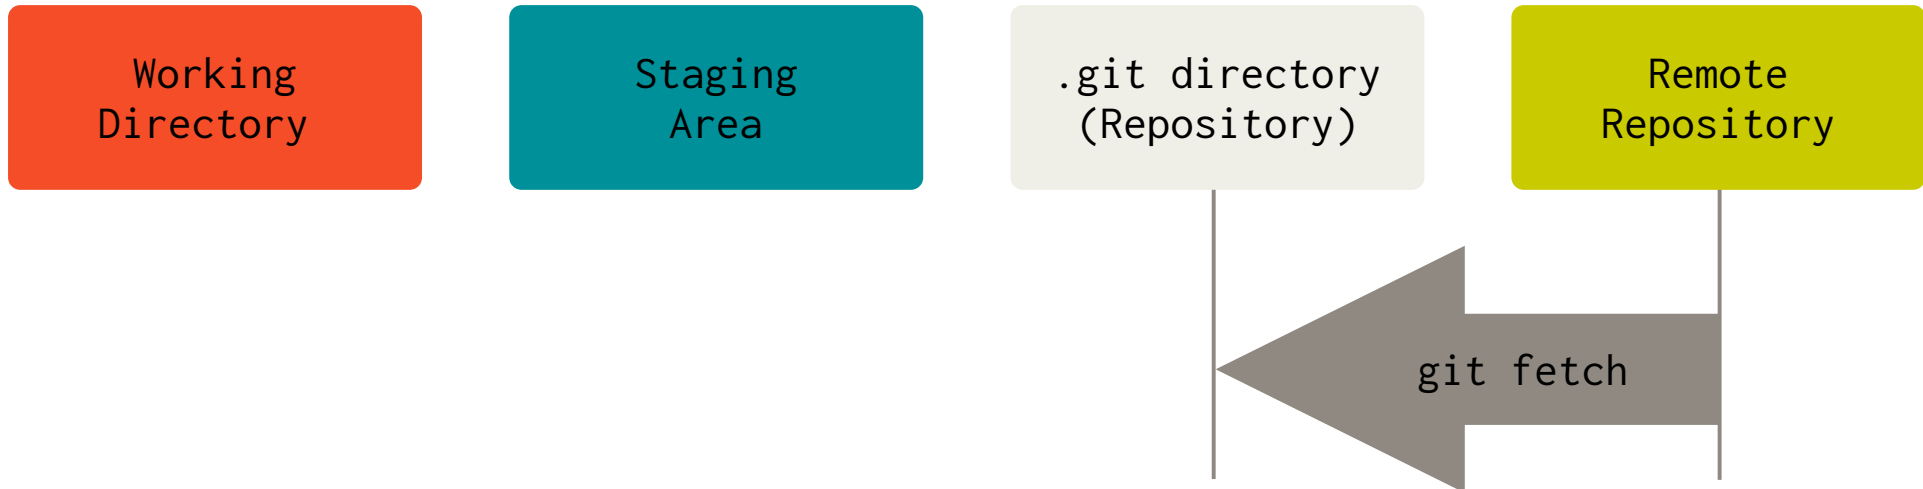 Working
Directory
Staging
Area
.git directory
(Repository)
Remote
Repository
git fetch